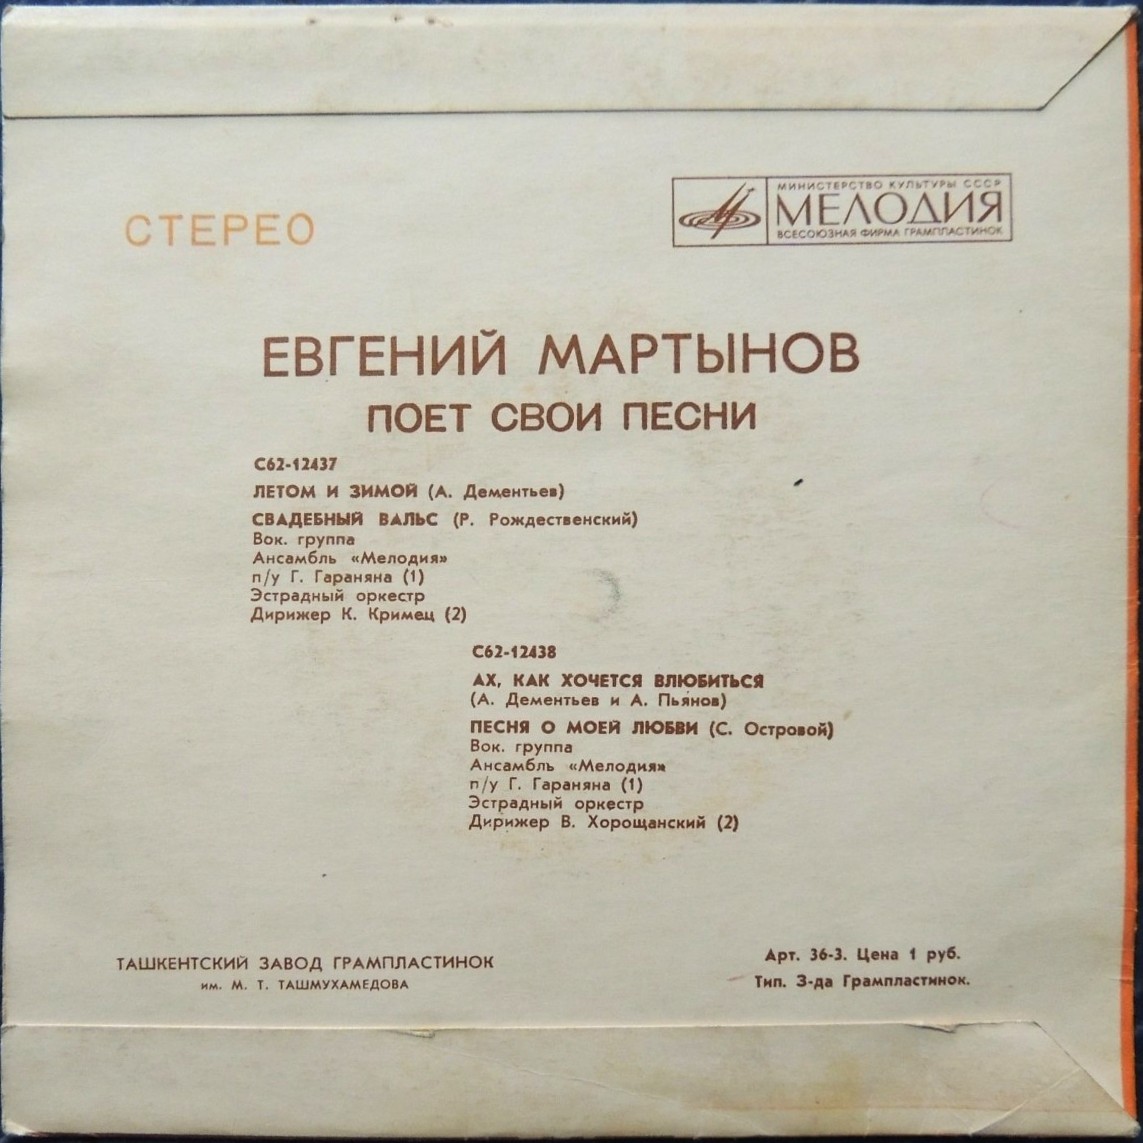 СТЕРЕО
МИНИСТЕРСТВО КУЛЬТУРЫ СССР
МЕЛОДИЯ
ВСЕСОЮЗНАЯ ФИРМА ГРАМПЛАСТИНОК
ЕВГЕНИЙ МАРТЫНОВ
ПОЕТ СВОИ ПЕСНИ
С62-12437
ЛЕТОМ И ЗИМОЙ (А. Дементьев)
СВАДЕБНЫЙ ВАЛЬС (Р. Рождественский)
Вок. группа
Ансамбль «Мелодия»
п/у Г. Гараняна (1)
Эстрадный оркестр
Дирижер К. Кримец (2)
С62-12438
АХ, КАК ХОЧЕТСЯ ВЛЮБИТЬСЯ
(А. Дементьев и А. Пьянов)
ПЕСНЯ О МОЕЙ ЛЮБВИ (С. Островой)
Вок. группа
Ансамбль «Мелодия»
п/у Г. Гараняна (1)
Эстрадный оркестр
Дирижер В. Хорощанский (2)
ТАШКЕНТСКИЙ ЗАВОД ГРАМПЛАСТИНОК
им. М. Т. ТАШМУХАМЕДОВА
Арт. 36-3. Цена 1 руб.
Тип. З-да Грампластинок.